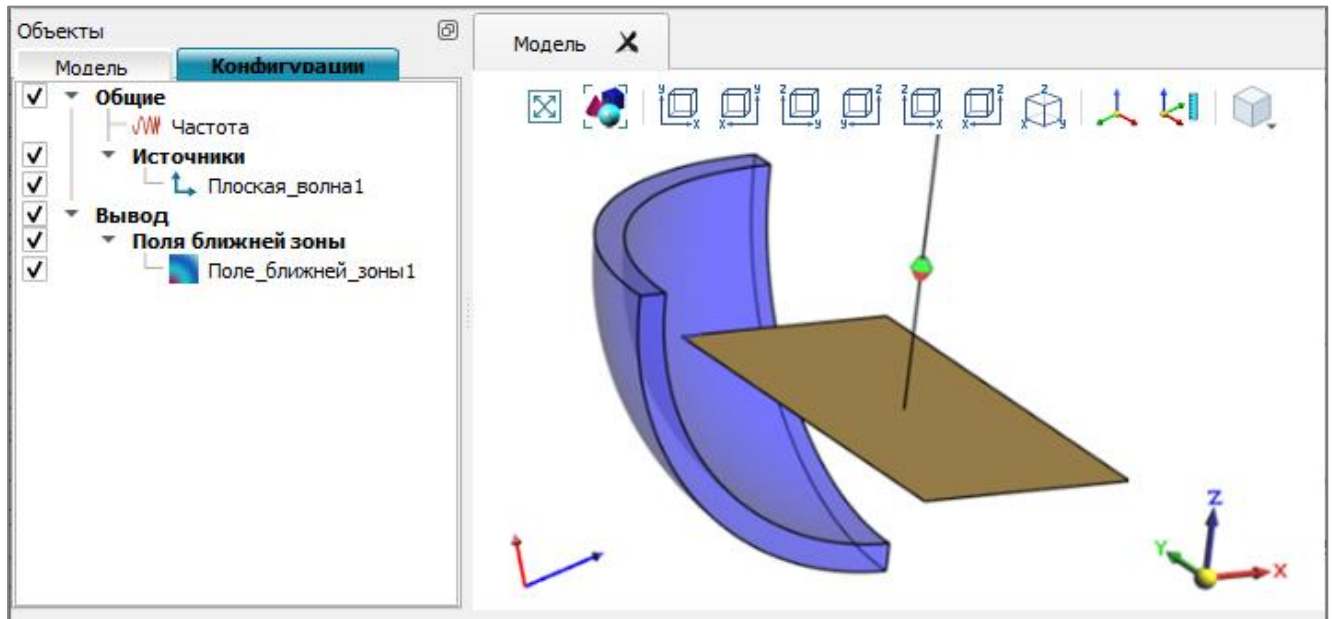 Объекты
Модель Конфигурации
Общие
Частота
Источники
Плоская_волна1
Вывод
Поля ближней зоны
Поле_ближней_зоны1
Модель
y x y x z y z y z x z x z x y
Z
Y
X